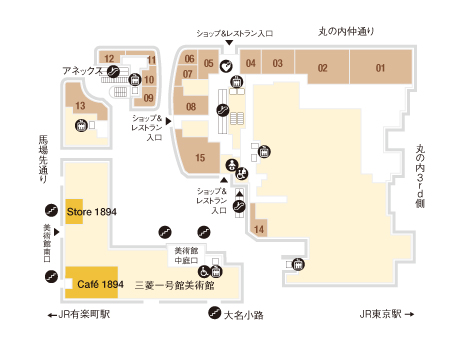 ショップ&レストラン入口
丸の内仲通り
アネックス
12
11
10
09
06
05
07
08
04
03
02
01
13
ショップ&
レストラン
入口
15
馬場先通り
丸の内3rd側
ショップ&
レストラン
入口
14
Store 1894
美術館南口
美術館
中庭口
Café 1894
三菱一号館美術館
←JR有楽町駅
大名小路
JR東京駅→